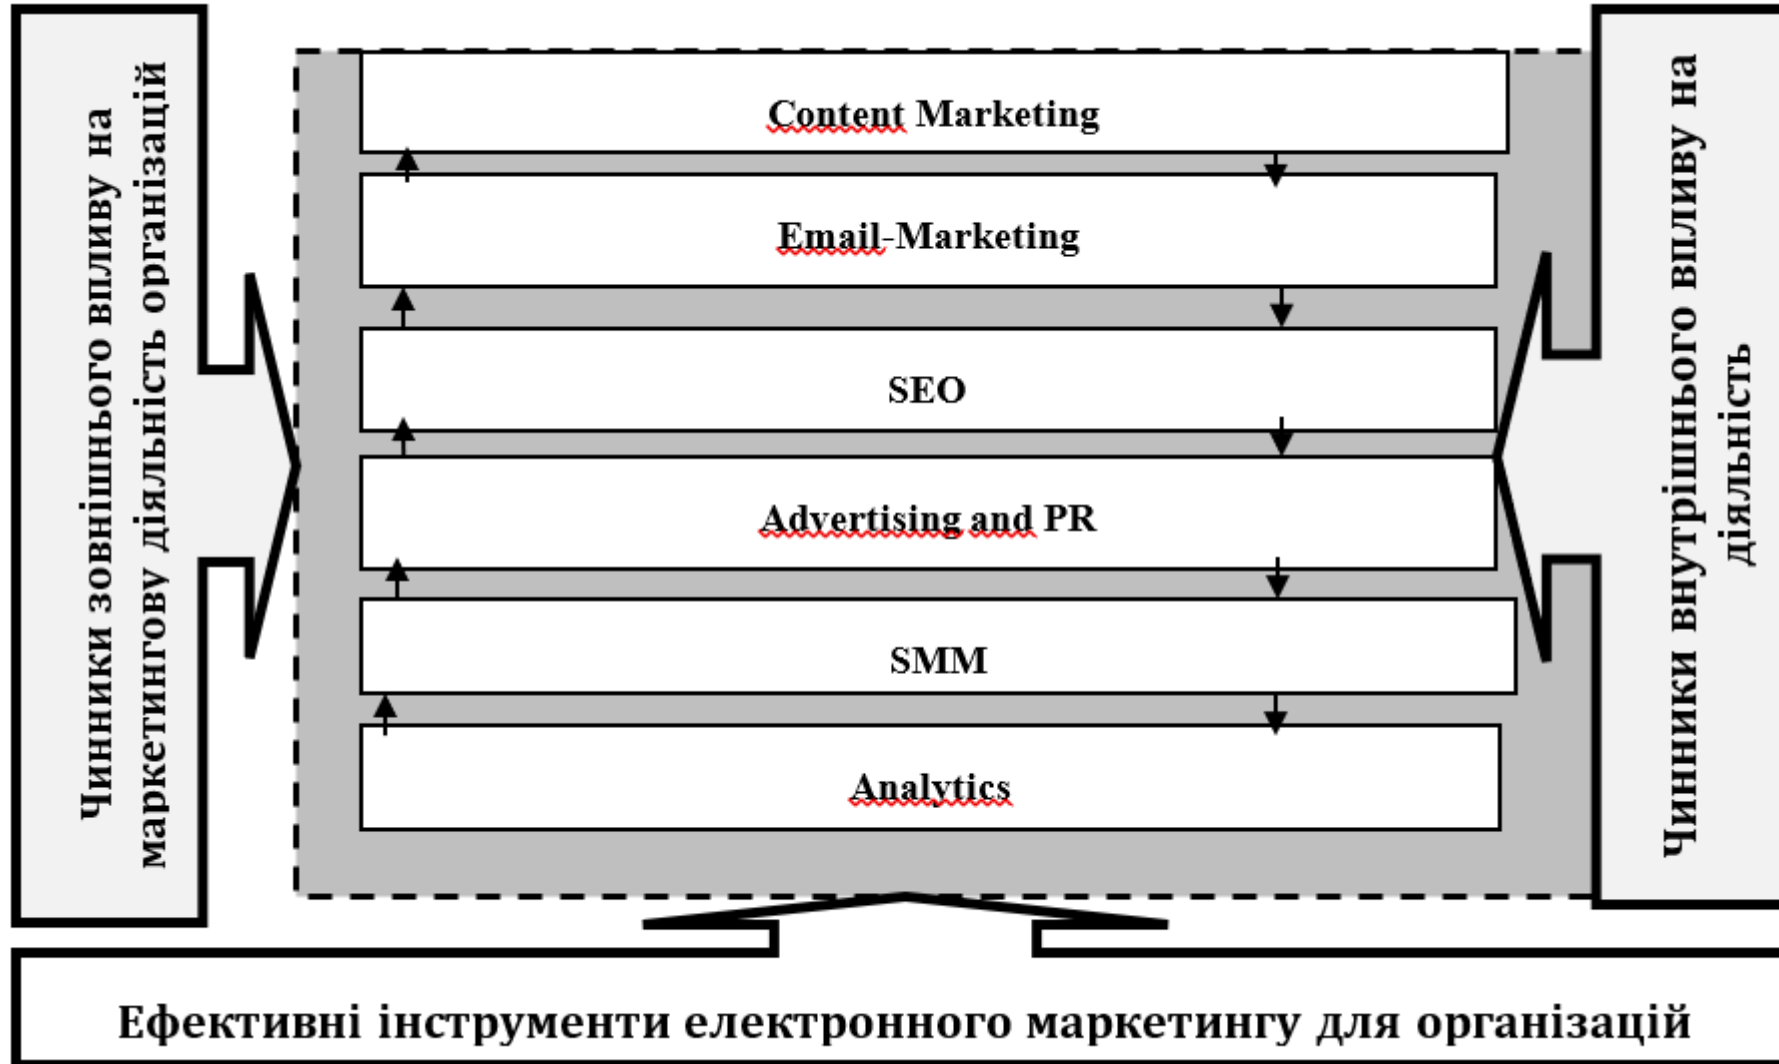 Чинники зовнішнього впливу на
маркетингову діяльність організацій
Content Marketing
Email-Marketing
SEO
Advertising and PR
SMM
Analytics
Чинники внутрішнього впливу на
діяльність
Ефективні інструменти електронного маркетингу для організацій